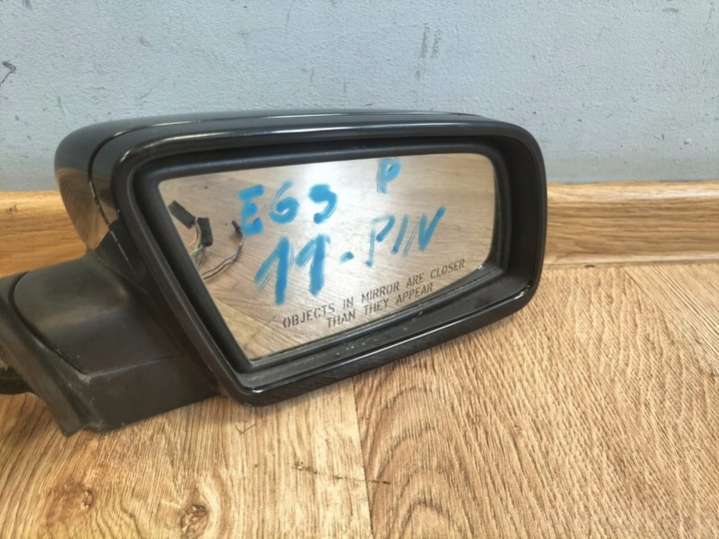 E63 P
11-PIN
OBJECTS IN MIRROR ARE CLOSER
THAN THEY APPEAR